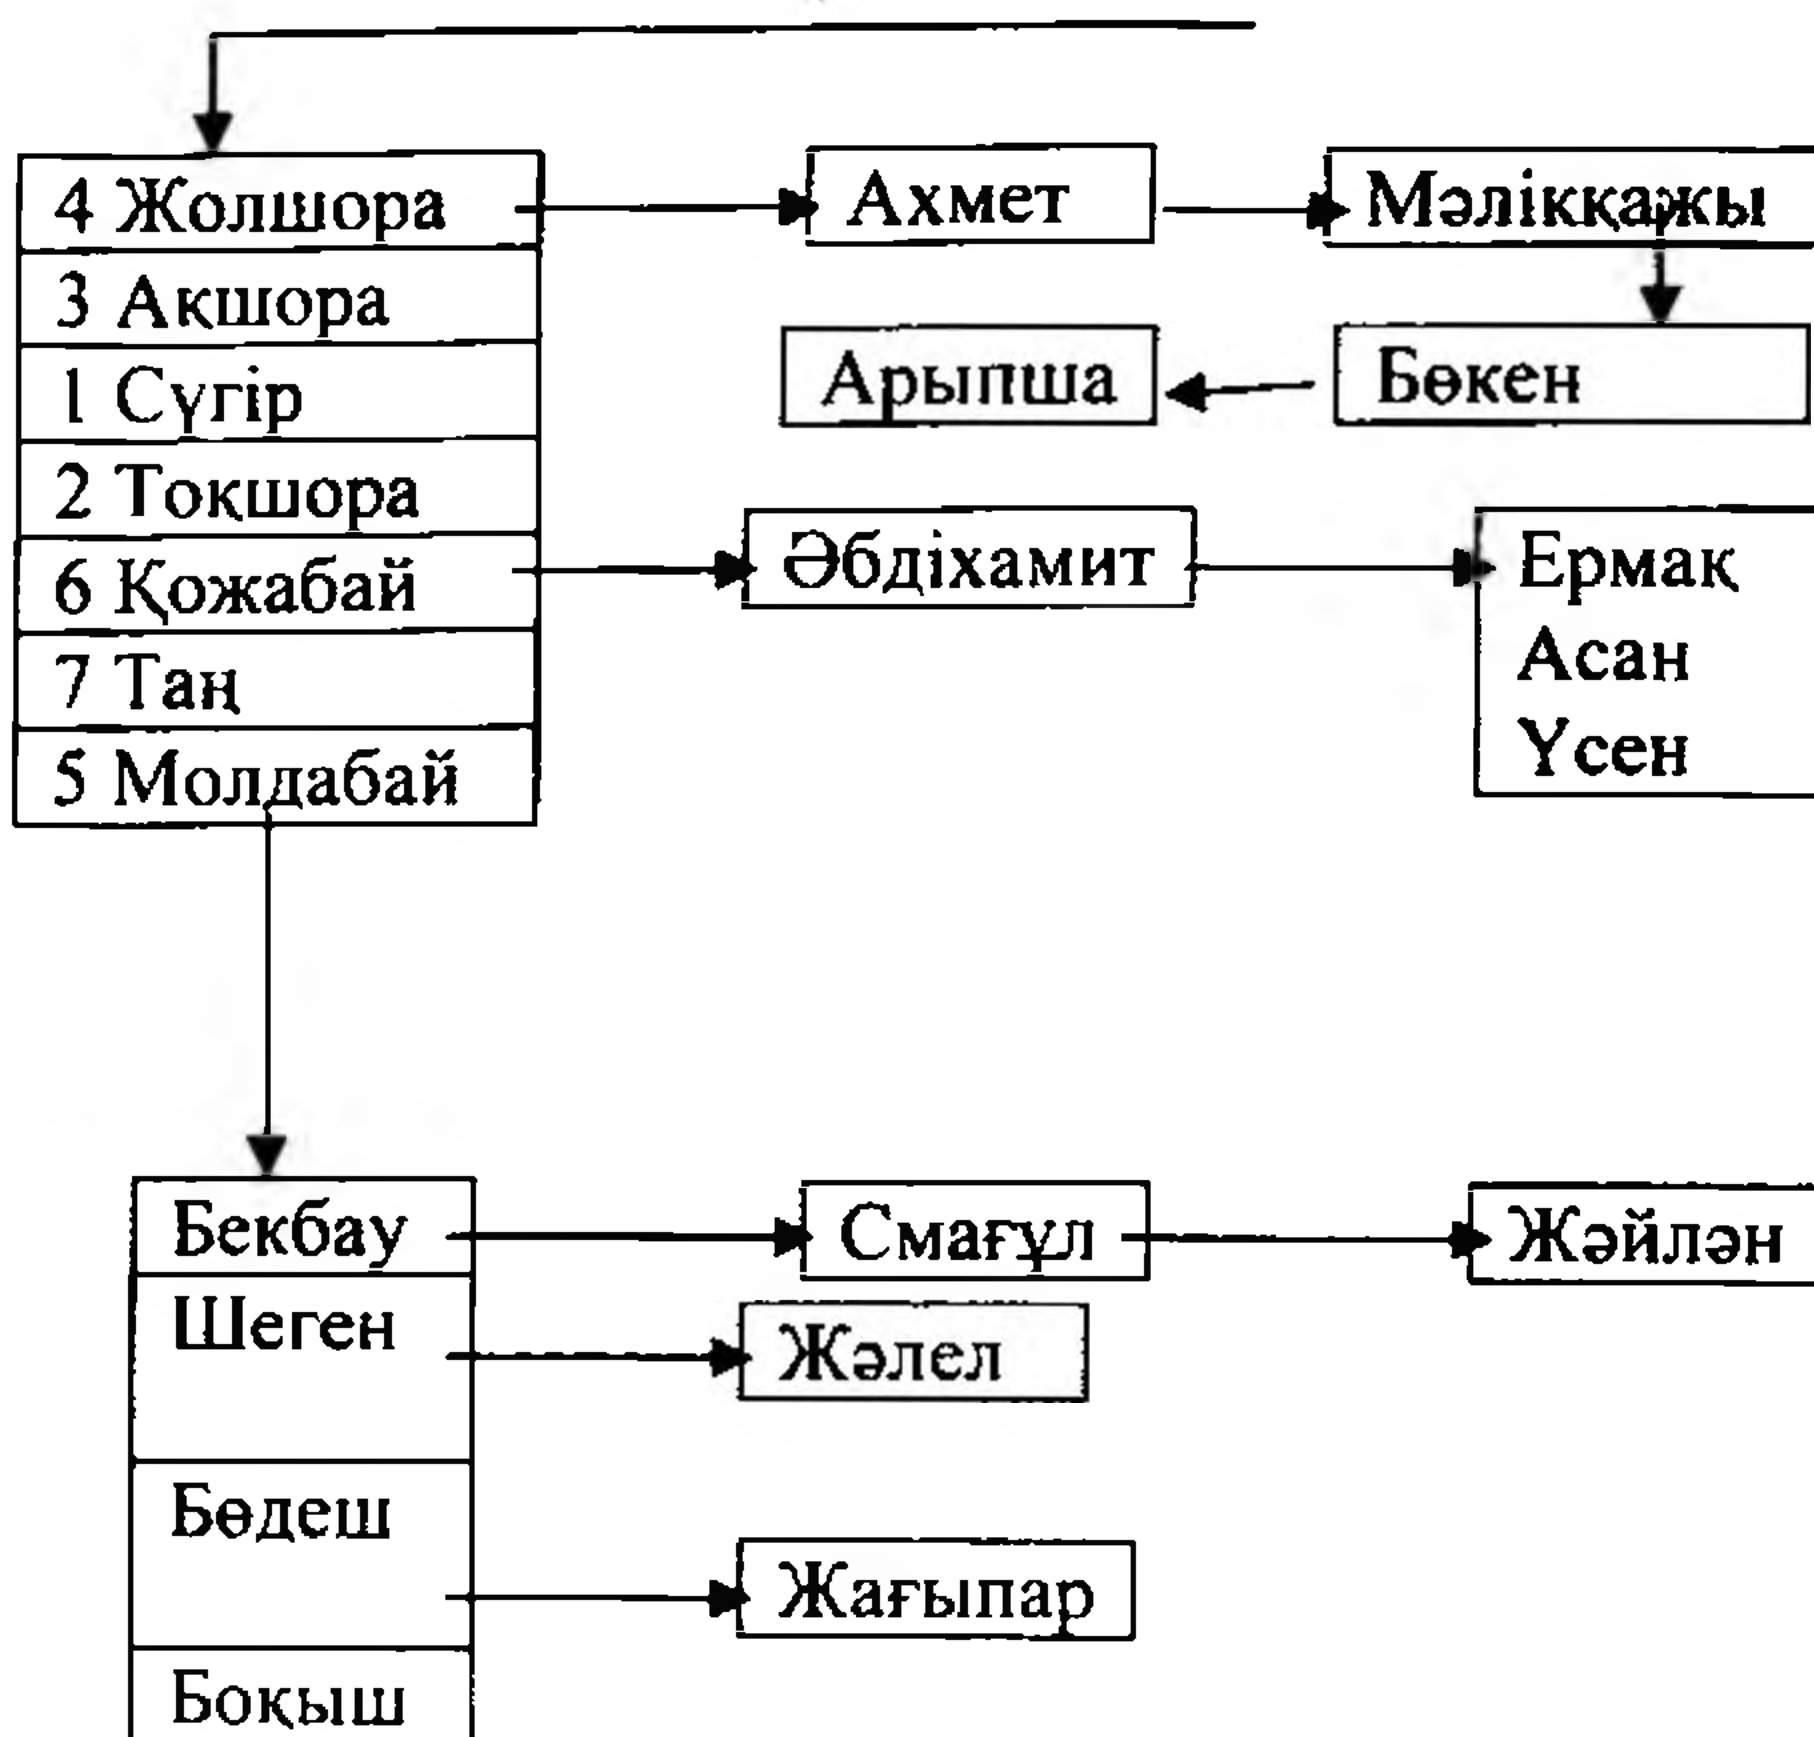 4 Жолшора
Ахмет
Мәлікқажы
3 Ақшора
Арыпша
Бөкен
1 Сүгір
2 Тоқшора
6 Қожабай
Әбдіхамит
Ермақ
Асан
Үсен
7 Таң
5 Молдабай
Бекбау
Смағұл
Жәйлән
Шеген
Жәлел
Бөдеш
Жағыпар
Боқыш